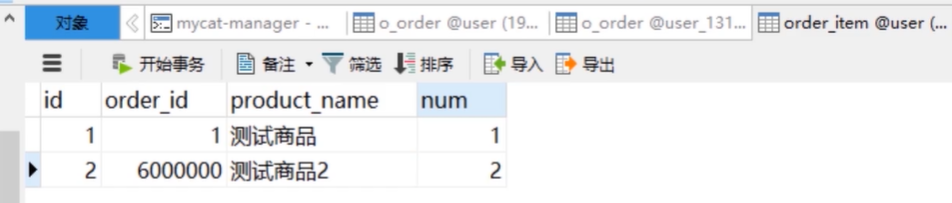 对象 mycat-manager - ... o_order @user (19... o_order @user_131... order_item @user (...
开始事务 备注 筛选 排序 导入 导出
id order_id product_name num
1 1 测试商品 1
2 6000000 测试商品2 2